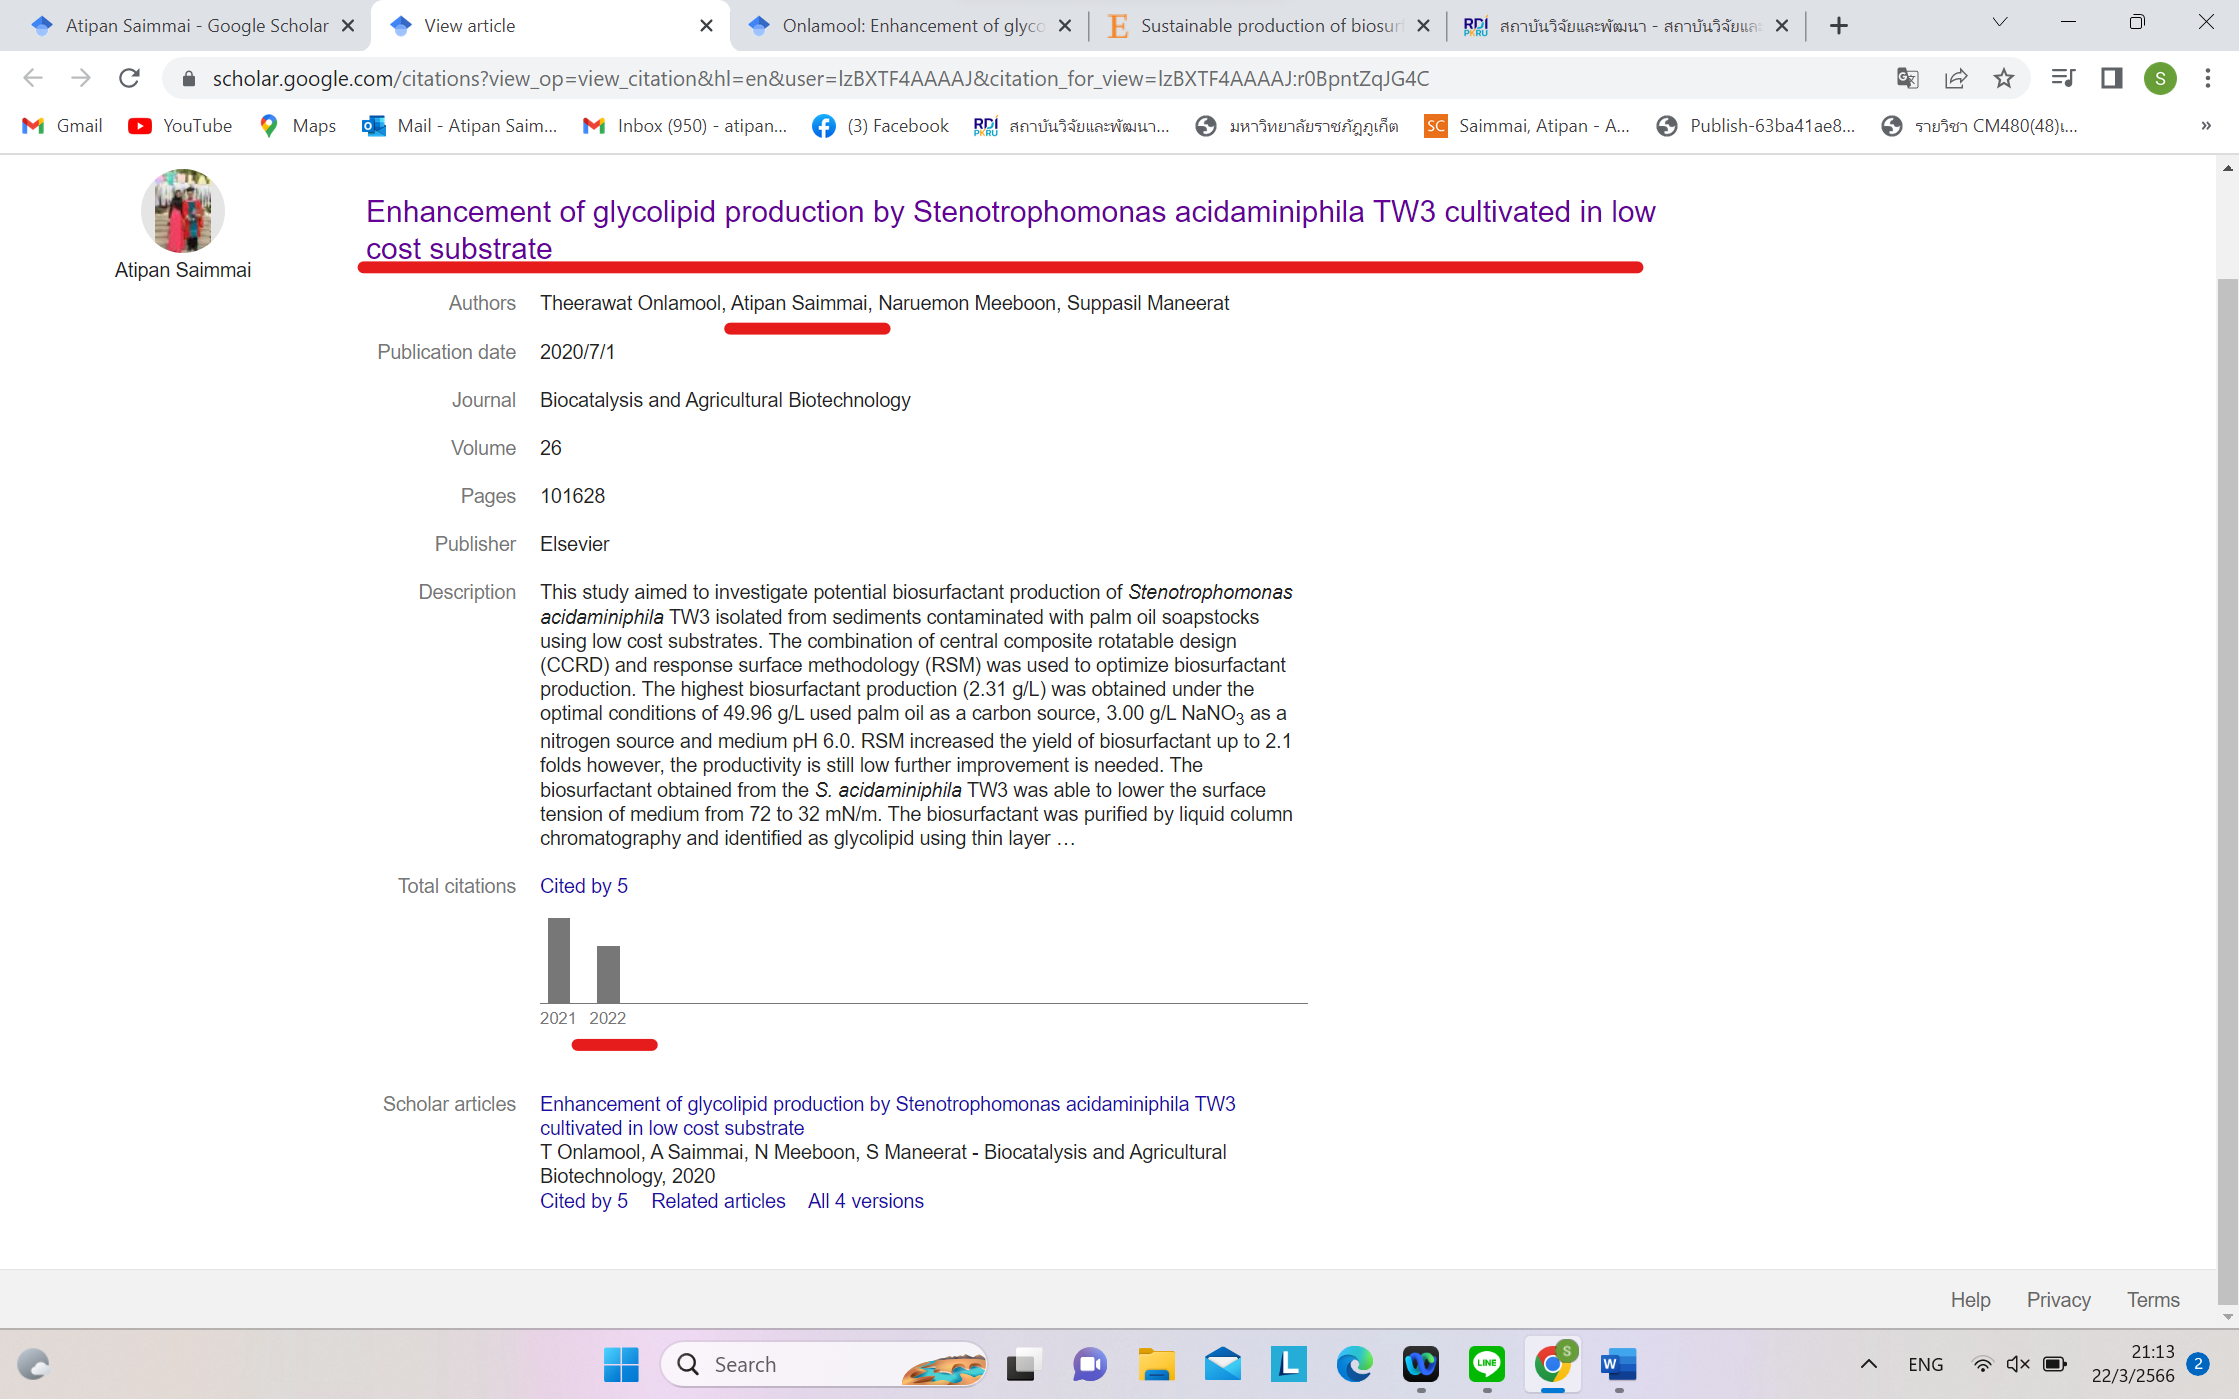 Atipan Saimmai - Google Scholar
View article
Onlamool: Enhancement of glyco
Sustainable production of biosurf
RDI PKRU สถาบันวิจัยและพัฒนา - สถาบันวิจัยและ
scholar.google.com/citations?view_op=view_citation&hl=en&user=lzBXTF4AAAAJ&citation_for_view=lzBXTF4AAAAJ:r0BpntZqJG4C
S
Gmail
YouTube
Maps
Mail - Atipan Saim...
Inbox (950) - atipan...
(3) Facebook
RDI PKRU สถาบันวิจัยและพัฒนา...
มหาวิทยาลัยราชภัฏภูเก็ต
SC Saimmai, Atipan - A...
Publish-63ba41ae8...
รายวิชา CM480(48)เ...
»
Atipan Saimmai
Enhancement of glycolipid production by Stenotrophomonas acidaminiphila TW3 cultivated in low
cost substrate
Authors Theerawat Onlamool, Atipan Saimmai, Naruemon Meeboon, Suppasil Maneerat
Publication date 2020/7/1
Journal Biocatalysis and Agricultural Biotechnology
Volume 26
Pages 101628
Publisher Elsevier
Description This study aimed to investigate potential biosurfactant production of Stenotrophomonas
acidaminiphila TW3 isolated from sediments contaminated with palm oil soapstocks
using low cost substrates. The combination of central composite rotatable design
(CCRD) and response surface methodology (RSM) was used to optimize biosurfactant
production. The highest biosurfactant production (2.31 g/L) was obtained under the
optimal conditions of 49.96 g/L used palm oil as a carbon source, 3.00 g/L NaNO3 as a
nitrogen source and medium pH 6.0. RSM increased the yield of biosurfactant up to 2.1
folds however, the productivity is still low further improvement is needed. The
biosurfactant obtained from the S. acidaminiphila TW3 was able to lower the surface
tension of medium from 72 to 32 mN/m. The biosurfactant was purified by liquid column
chromatography and identified as glycolipid using thin layer …
Total citations Cited by 5
2021 2022
Scholar articles Enhancement of glycolipid production by Stenotrophomonas acidaminiphila TW3
cultivated in low cost substrate
T Onlamool, A Saimmai, N Meeboon, S Maneerat - Biocatalysis and Agricultural
Biotechnology, 2020
Cited by 5 Related articles All 4 versions
Help Privacy Terms
Search
L
LINE
S
W
ENG
21:13
22/3/2566
2